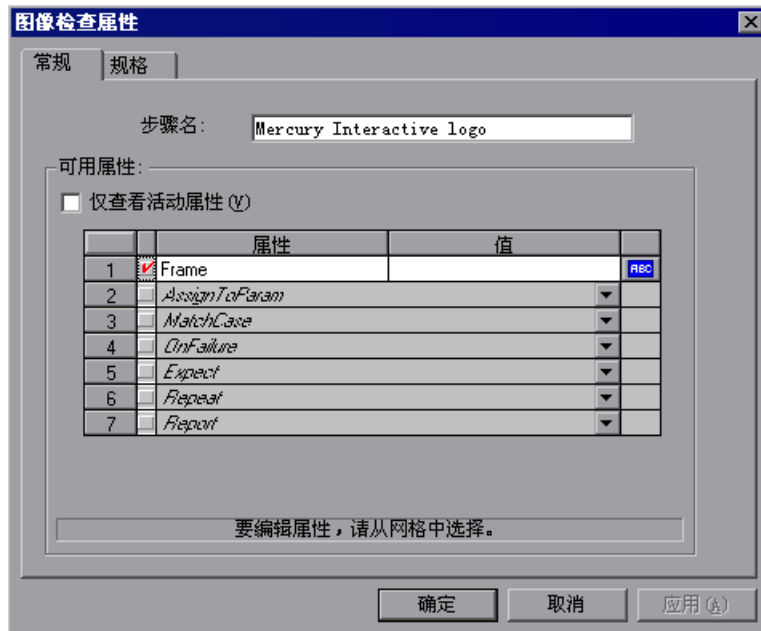 图像检查属性
常规 规格
步骤名: Mercury Interactive logo
可用属性:
仅查看活动属性(V)
属性 值
1 Frame ABC
2 AssignToParam
3 MatchCase
4 OnFailure
5 Expect
6 Repeat
7 Report
要编辑属性，请从网格中选择。
确定 取消 应用(A)